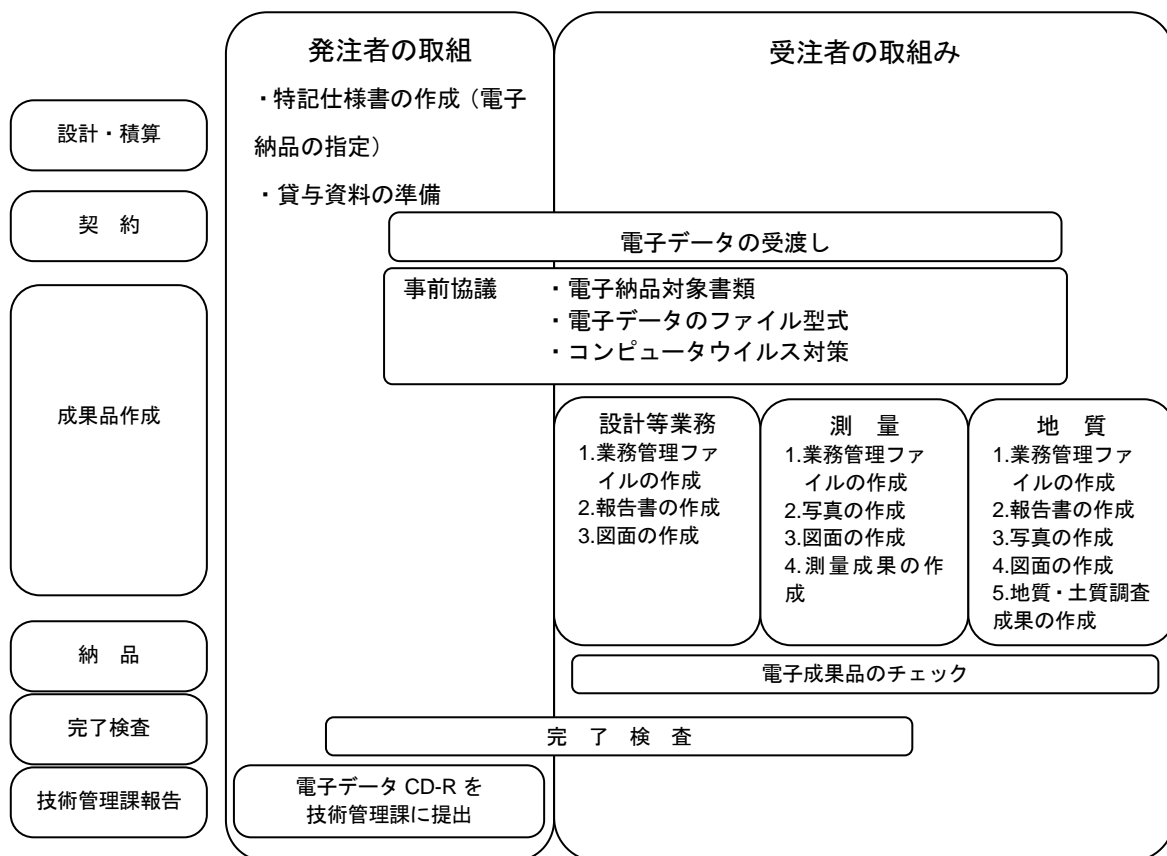 発注者の取組
・特記仕様書の作成（電子
納品の指定）
・貸与資料の準備
受注者の取組み
設計・積算
契　約
電子データの受渡し
事前協議　・電子納品対象書類
・電子データのファイル型式
・コンピュータウイルス対策
成果品作成
設計等業務
1.業務管理ファ
イルの作成
2.報告書の作成
3.図面の作成
測　量
1.業務管理ファ
イルの作成
2.写真の作成
3.図面の作成
4.測量成果の作
成
地　質
1.業務管理ファ
イルの作成
2.報告書の作成
3.写真の作成
4.図面の作成
5.地質・土質調査
成果の作成
納　品
電子成果品のチェック
完了検査
完　了　検　査
技術管理課報告
電子データ CD-R を
技術管理課に提出